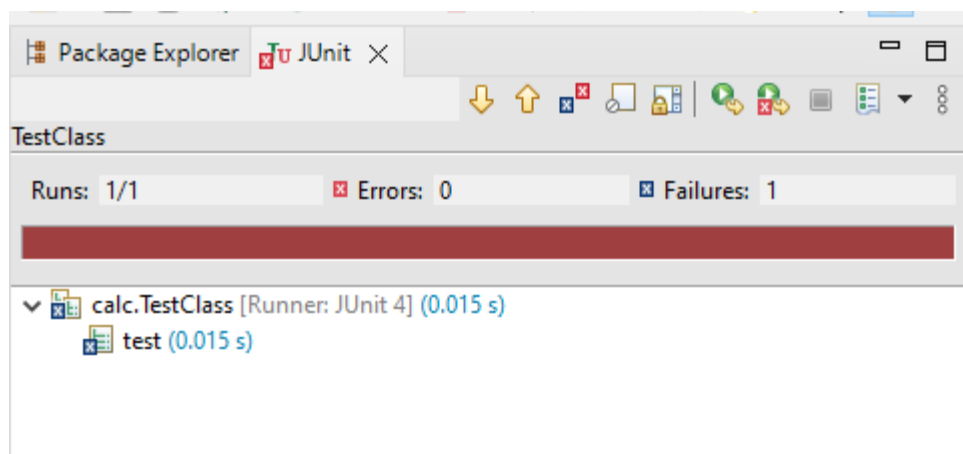 Package Explorer JUnit
TestClass
Runs: 1/1 Errors: 0 Failures: 1
calc.TestClass [Runner: JUnit 4] (0.015 s)
test (0.015 s)